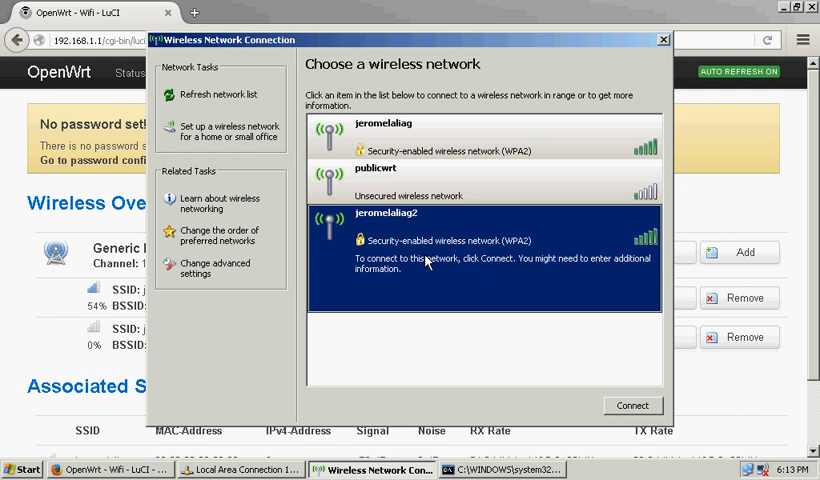 OpenWrt - Wifi - LuCI
192.168.1.1/cgi-bin/luci
OpenWrt
Status
AUTO REFRESH ON
No password set!
There is no password s
Go to password confi
Wireless Ove
Generic
Channel: 1
SSID: j
54% BSSID:
SSID: j
0% BSSID:
Add
Remove
Remove
Associated S
SSID MAC-Address IPv4-Address Signal Noise RX Rate TX Rate
Wireless Network Connection
Network Tasks
Refresh network list
Set up a wireless network
for a home or small office
Related Tasks
Learn about wireless
networking
Change the order of
preferred networks
Change advanced
settings
Choose a wireless network
Click an item in the list below to connect to a wireless network in range or to get more
information.
jeromelaliag
Security-enabled wireless network (WPA2)
publicwrt
Unsecured wireless network
jeromelaliag2
Security-enabled wireless network (WPA2)
To connect to this network, click Connect. You might need to enter additional
information.
Connect
Start
OpenWrt - Wifi - LuCI - ...
Local Area Connection 1...
Wireless Network Con...
C:\WINDOWS\system32...
6:13 PM